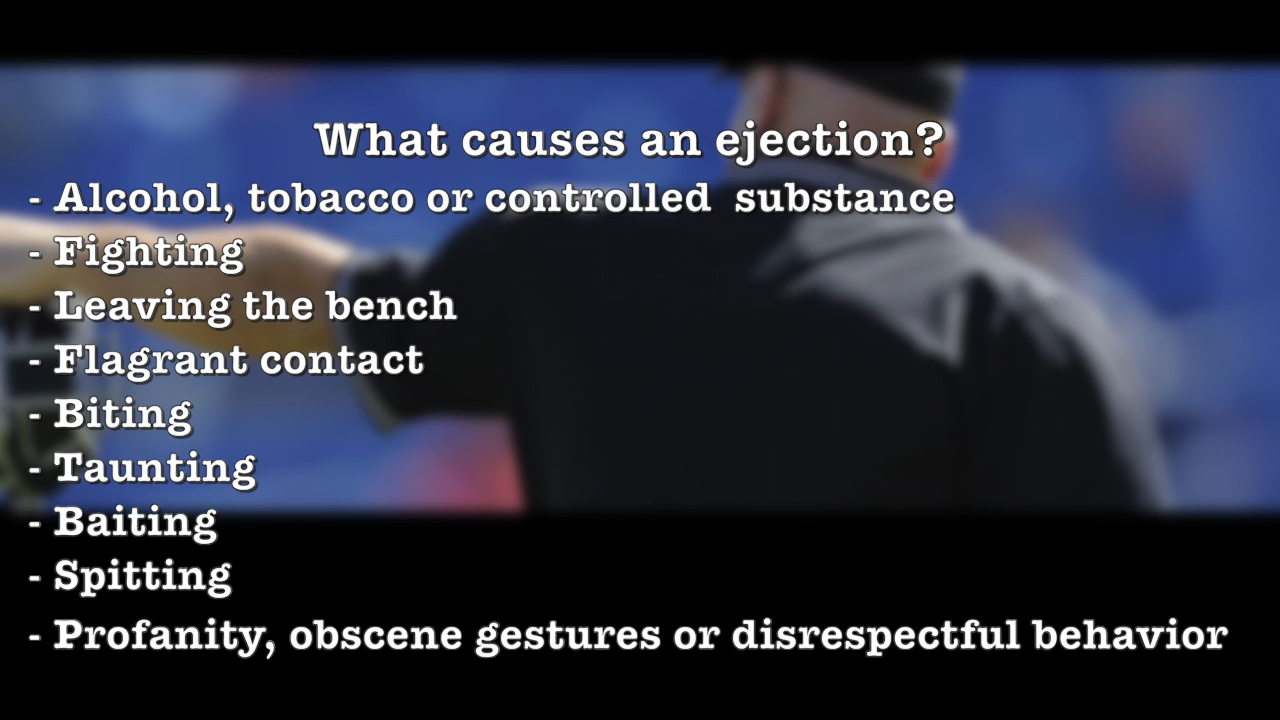 What causes an ejection?
- Alcohol, tobacco or controlled  substance
- Fighting
- Leaving the bench
- Flagrant contact
- Biting
- Taunting
- Baiting
- Spitting
- Profanity, obscene gestures or disrespectful behavior